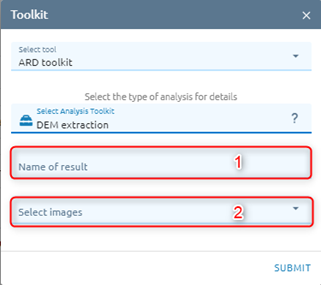 Toolkit ×
Select tool
ARD toolkit
Select the type of analysis for details
Select Analysis Toolkit
DEM extraction ?
Name of result 1
Select images 2
SUBMIT